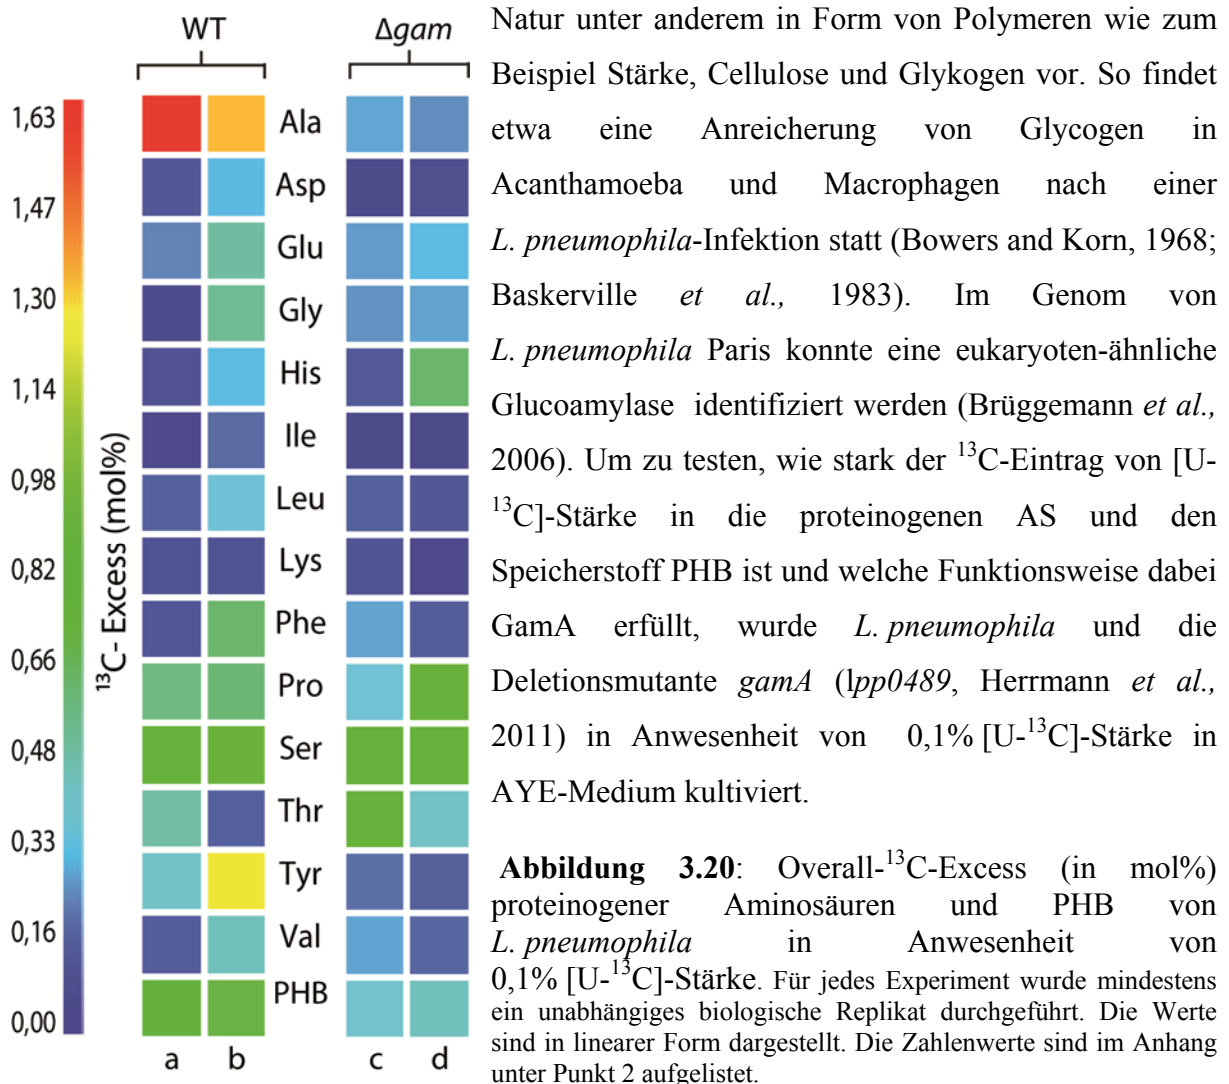 WT
Δgam
1,63
1,47
1,30
1,14
0,98
0,82
0,66
0,48
0,33
0,16
0,00
¹³C- Excess (mol%)
Ala
Asp
Glu
Gly
His
Ile
Leu
Lys
Phe
Pro
Ser
Thr
Tyr
Val
PHB
a b c d
Natur unter anderem in Form von Polymeren wie zum
Beispiel Stärke, Cellulose und Glykogen vor. So findet
etwa eine Anreicherung von Glycogen in
Acanthamoeba und Macrophagen nach einer
L. pneumophila-Infektion statt (Bowers and Korn, 1968;
Baskerville et al., 1983). Im Genom von
L. pneumophila Paris konnte eine eukaryoten-ähnliche
Glucoamylase identifiziert werden (Brüggemann et al.,
2006). Um zu testen, wie stark der ¹³C-Eintrag von [U-
¹³C]-Stärke in die proteinogenen AS und den
Speicherstoff PHB ist und welche Funktionsweise dabei
GamA erfüllt, wurde L. pneumophila und die
Deletionsmutante gamA (lpp0489, Herrmann et al.,
2011) in Anwesenheit von 0,1% [U-¹³C]-Stärke in
AYE-Medium kultiviert.
Abbildung 3.20: Overall-¹³C-Excess (in mol%)
proteinogener Aminosäuren und PHB von
L. pneumophila in Anwesenheit von
0,1% [U-¹³C]-Stärke. Für jedes Experiment wurde mindestens
ein unabhängiges biologische Replikat durchgeführt. Die Werte
sind in linearer Form dargestellt. Die Zahlenwerte sind im Anhang
unter Punkt 2 aufgelistet.